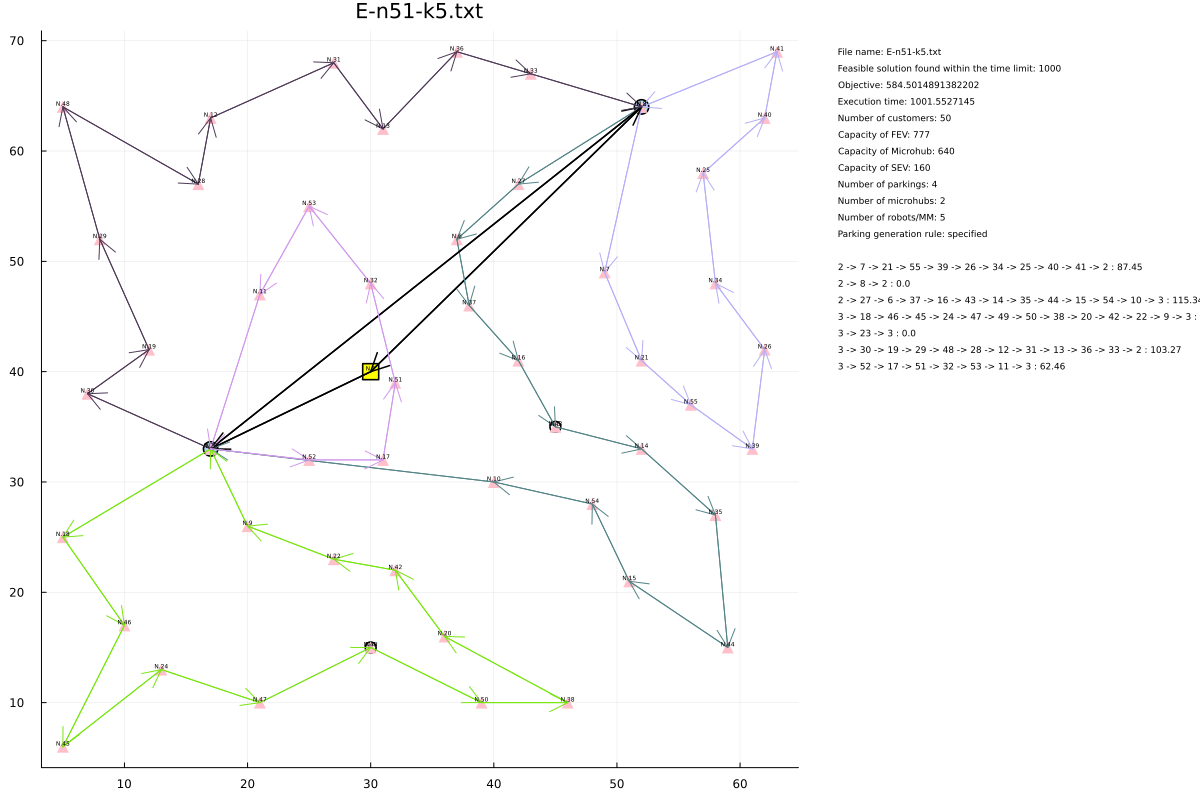 E-n51-k5.txt
File name: E-n51-k5.txt
Feasible solution found within the time limit: 1000
Objective: 584.5014891382202
Execution time: 1001.5527145
Number of customers: 50
Capacity of FEV: 777
Capacity of Microhub: 640
Capacity of SEV: 160
Number of parkings: 4
Number of microhubs: 2
Number of robots/MM: 5
Parking generation rule: specified
2 -> 7 -> 21 -> 55 -> 39 -> 26 -> 34 -> 25 -> 40 -> 41 -> 2 : 87.45
2 -> 8 -> 2 : 0.0
2 -> 27 -> 6 -> 37 -> 16 -> 43 -> 14 -> 35 -> 44 -> 15 -> 54 -> 10 -> 3 : 115.34
3 -> 18 -> 46 -> 45 -> 24 -> 47 -> 49 -> 50 -> 38 -> 20 -> 42 -> 22 -> 9 -> 3 :
3 -> 23 -> 3 : 0.0
3 -> 30 -> 19 -> 29 -> 48 -> 28 -> 12 -> 31 -> 13 -> 36 -> 33 -> 2 : 103.27
3 -> 52 -> 17 -> 51 -> 32 -> 53 -> 11 -> 3 : 62.46
70
60
50
40
30
20
10
10 20 30 40 50 60
N.36
N.41
N.31
N.33
N.48
N.12
N.13
N.40
N.28
N.27
N.25
N.53
N.29
N.6
N.7
N.11
N.32
N.34
N.37
N.19
N.16
N.21
N.26
N.30
N.51
N.55
N.14
N.39
N.52
N.17
N.10
N.54
N.35
N.9
N.18
N.22
N.42
N.15
N.46
N.20
N.44
N.24
N.47
N.50
N.38
N.45